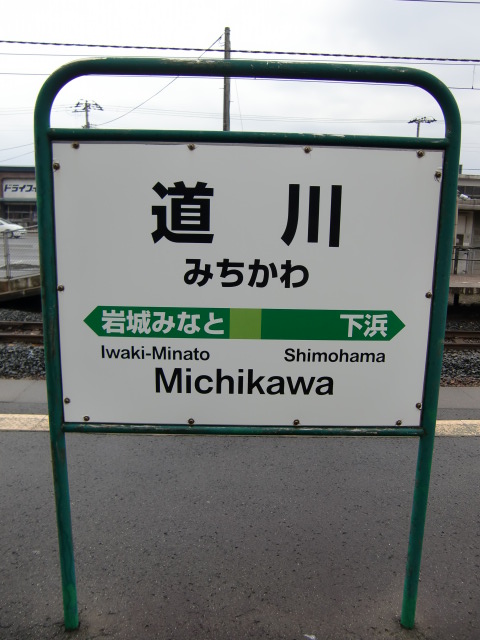 道川
みちかわ
岩城みなと 下浜
Iwaki-Minato Shimohama
Michikawa